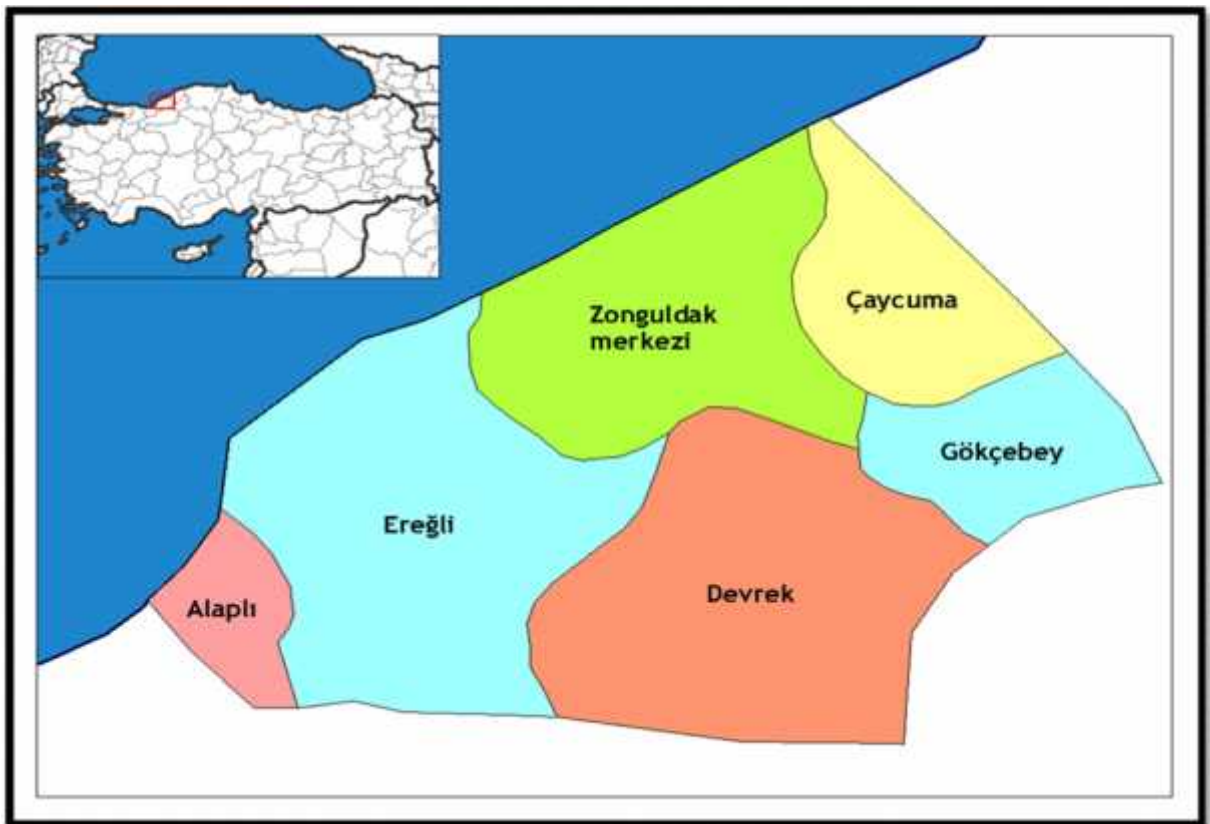 Zonguldak
merkezi
Çaycuma
Gökçebey
Ereğli
Devrek
Alaplı